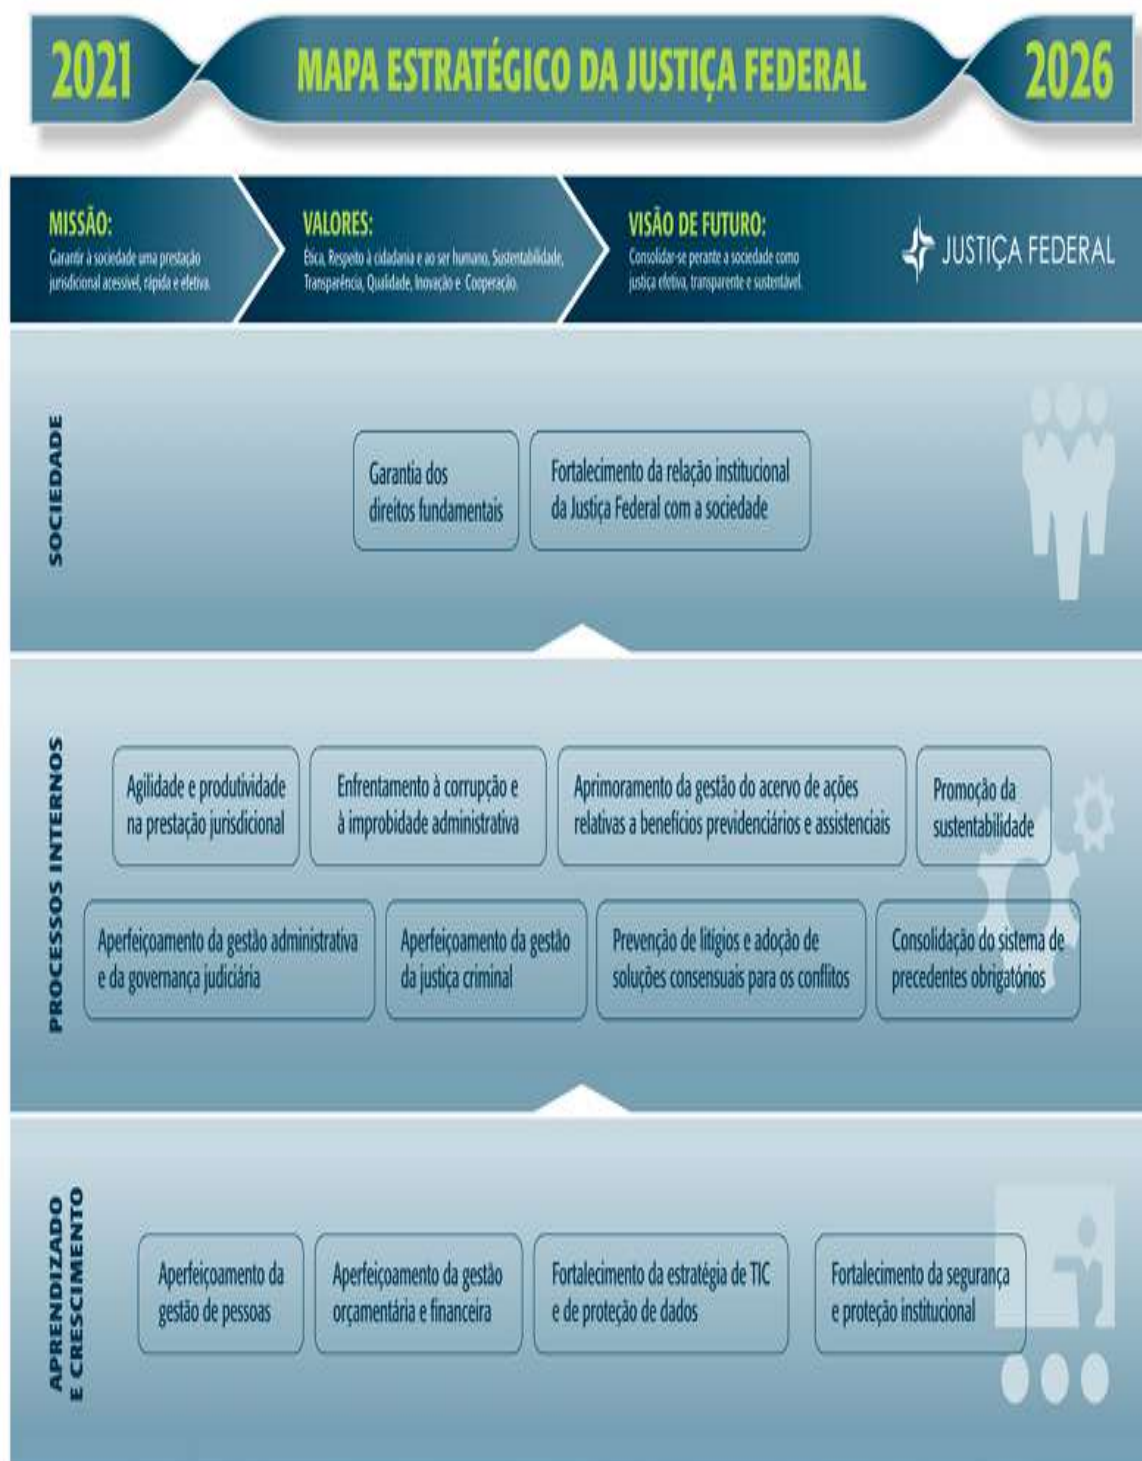 2021
MAPA ESTRATÉGICO DA JUSTIÇA FEDERAL
2026
MISSÃO:
Garantir à sociedade uma prestação
jurisdicional acessível, rápida e efetiva.
VALORES:
Ética, Respeito à cidadania e ao ser humano, Sustentabilidade,
Transparência, Qualidade, Inovação e Cooperação.
VISÃO DE FUTURO:
Consolidar-se perante a sociedade como
justiça efetiva, transparente e sustentável.
JUSTIÇA FEDERAL
SOCIEDADE
Garantia dos
direitos fundamentais
Fortalecimento da relação institucional
da Justiça Federal com a sociedade
PROCESSOS INTERNOS
Agilidade e produtividade
na prestação jurisdicional
Enfrentamento à corrupção e
à improbidade administrativa
Aprimoramento da gestão do acervo de ações
relativas a benefícios previdenciários e assistenciais
Promoção da
sustentabilidade
Aperfeiçoamento da gestão administrativa
e da governança judiciária
Aperfeiçoamento da gestão
da justiça criminal
Prevenção de litígios e adoção de
soluções consensuais para os conflitos
Consolidação do sistema de
precedentes obrigatórios
APRENDIZADO
E CRESCIMENTO
Aperfeiçoamento da
gestão de pessoas
Aperfeiçoamento da gestão
orçamentária e financeira
Fortalecimento da estratégia de TIC
e de proteção de dados
Fortalecimento da segurança
e proteção institucional